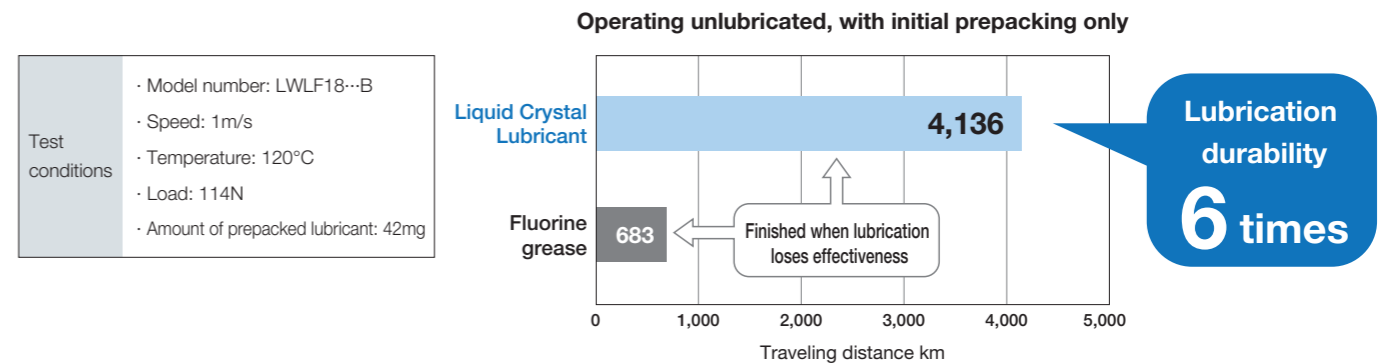 Operating unlubricated, with initial prepacking only
Test
conditions
· Model number: LWLF18···B
· Speed: 1m/s
· Temperature: 120°C
· Load: 114N
· Amount of prepacked lubricant: 42mg
Liquid Crystal
Lubricant
4,136
Fluorine
grease
683
Finished when lubrication
loses effectiveness
0 1,000 2,000 3,000 4,000 5,000
Traveling distance km
Lubrication
durability
6 times